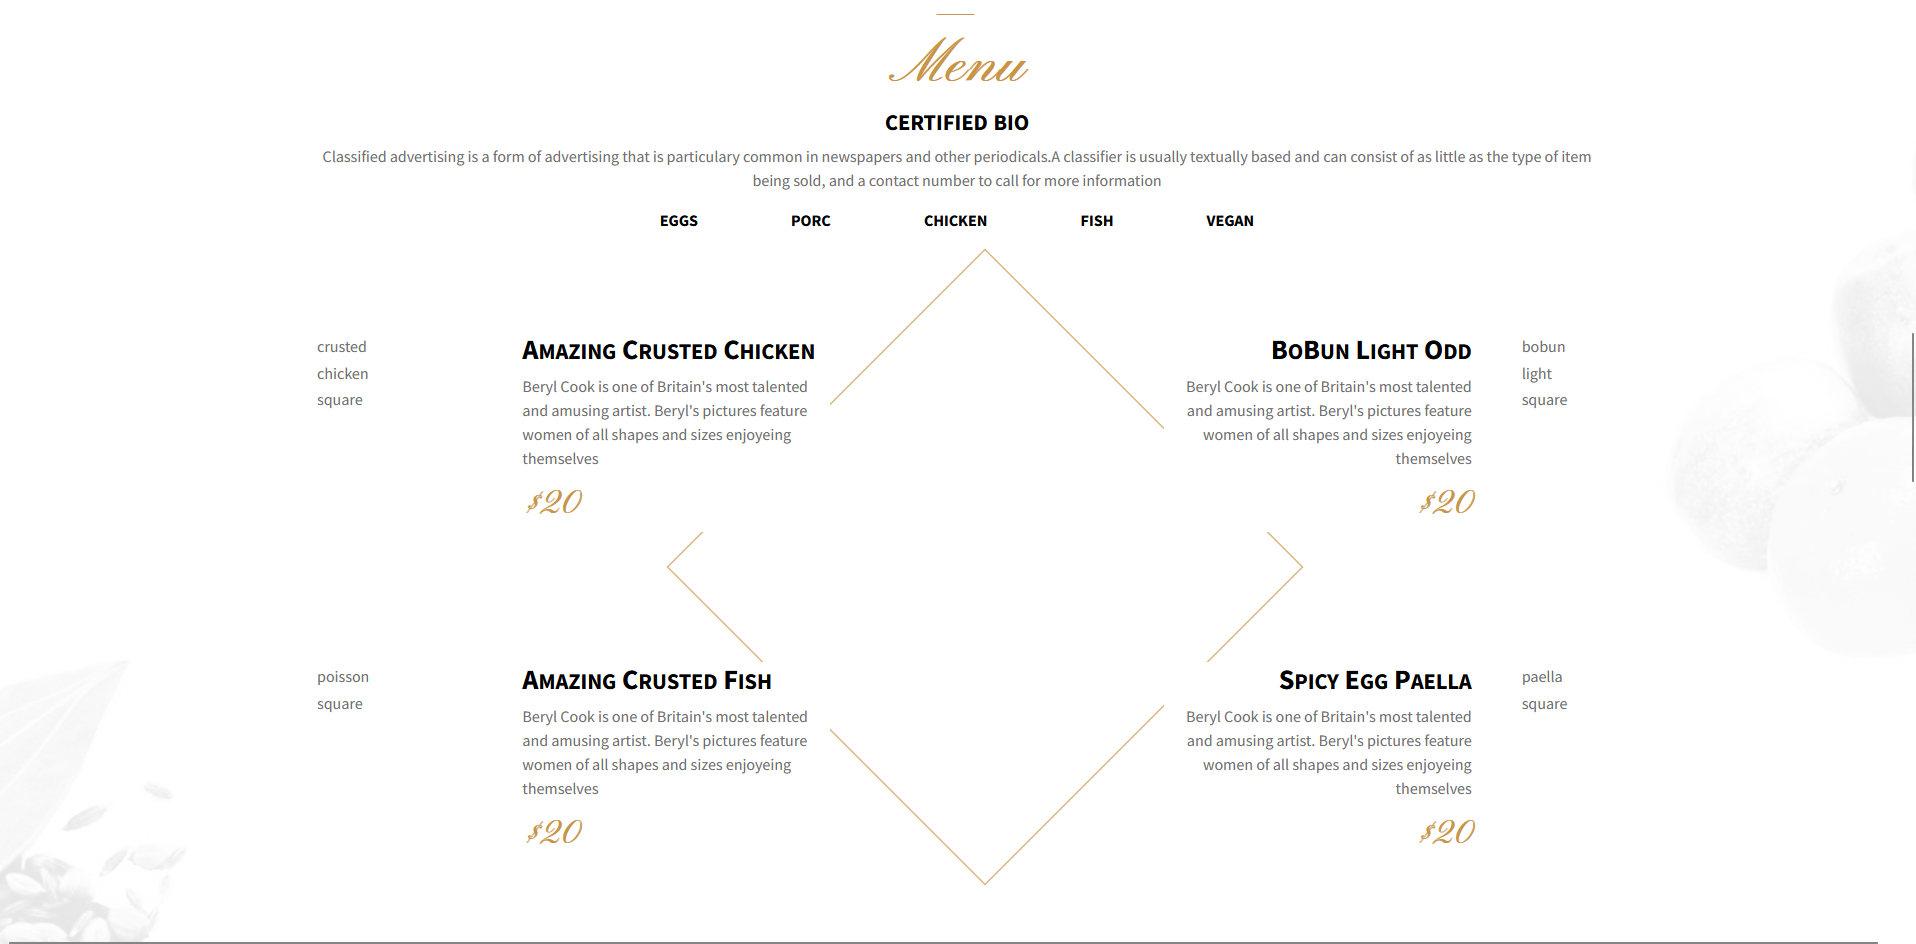 Menu
CERTIFIED BIO
Classified advertising is a form of advertising that is particulary common in newspapers and other periodicals.A classifier is usually textually based and can consist of as little as the type of item
being sold, and a contact number to call for more information
EGGS PORC CHICKEN FISH VEGAN
crusted
chicken
square
Amazing Crusted Chicken
Beryl Cook is one of Britain's most talented
and amusing artist. Beryl's pictures feature
women of all shapes and sizes enjoyeing
themselves
$20
BoBun Light Odd
Beryl Cook is one of Britain's most talented
and amusing artist. Beryl's pictures feature
women of all shapes and sizes enjoyeing
themselves
$20
bobun
light
square
poisson
square
Amazing Crusted Fish
Beryl Cook is one of Britain's most talented
and amusing artist. Beryl's pictures feature
women of all shapes and sizes enjoyeing
themselves
$20
Spicy Egg Paella
Beryl Cook is one of Britain's most talented
and amusing artist. Beryl's pictures feature
women of all shapes and sizes enjoyeing
themselves
$20
paella
square